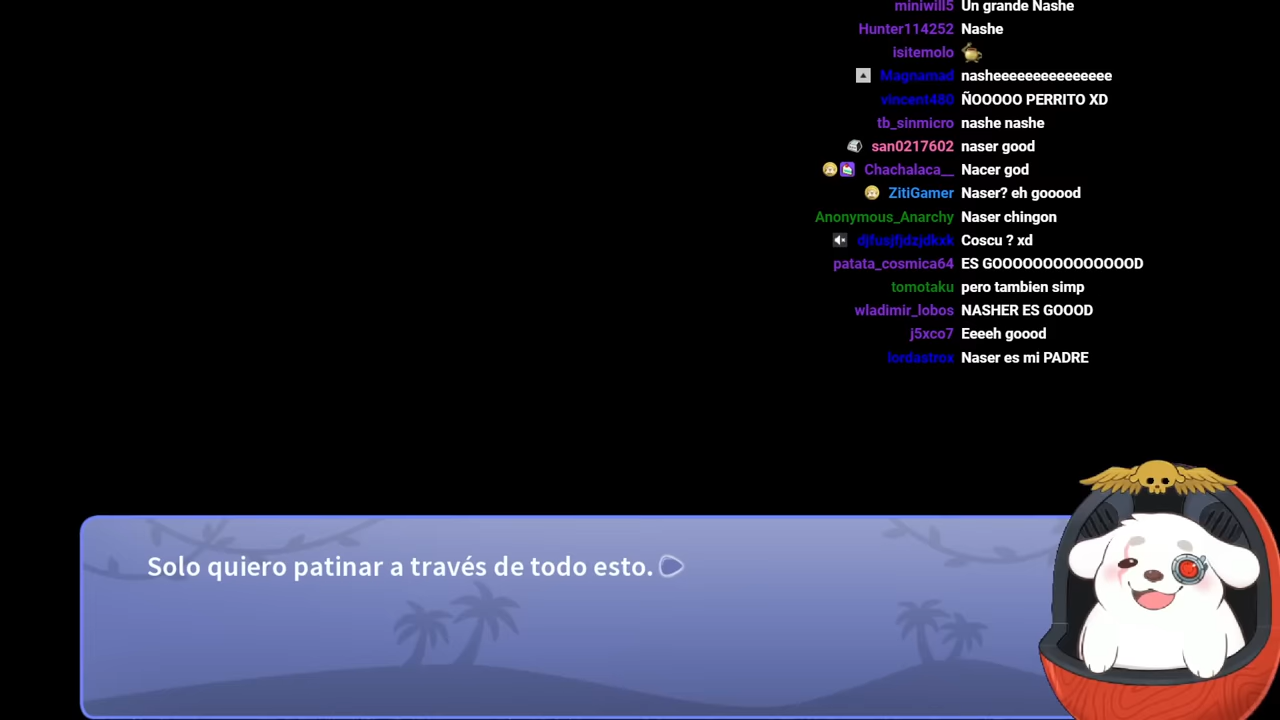 miniwill5 Un grande Nashe
Hunter114252 Nashe
isitemolo
Magnamad nasheeeeeeeeeeeeeee
vincent480 ÑOOOOO PERRITO XD
tb_sinmicro nashe nashe
san0217602 naser good
Chachalaca__ Nacer god
ZitiGamer Naser? eh gooood
Anonymous_Anarchy Naser chingon
djfusjfjdzjdkxk Coscu ? xd
patata_cosmica64 ES GOOOOOOOOOOOOOOD
tomotaku pero tambien simp
wladimir_lobos NASHER ES GOOOD
j5xco7 Eeeeh goood
lordastrox Naser es mi PADRE
Solo quiero patinar a través de todo esto.